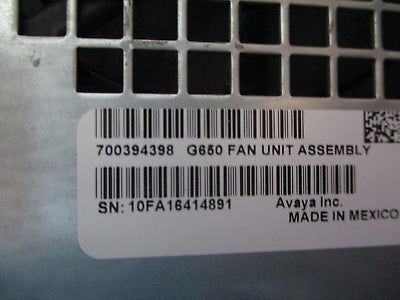 700394398 G650 FAN UNIT ASSEMBLY
SN: 10FA16414891 Avaya Inc.
MADE IN MEXICO